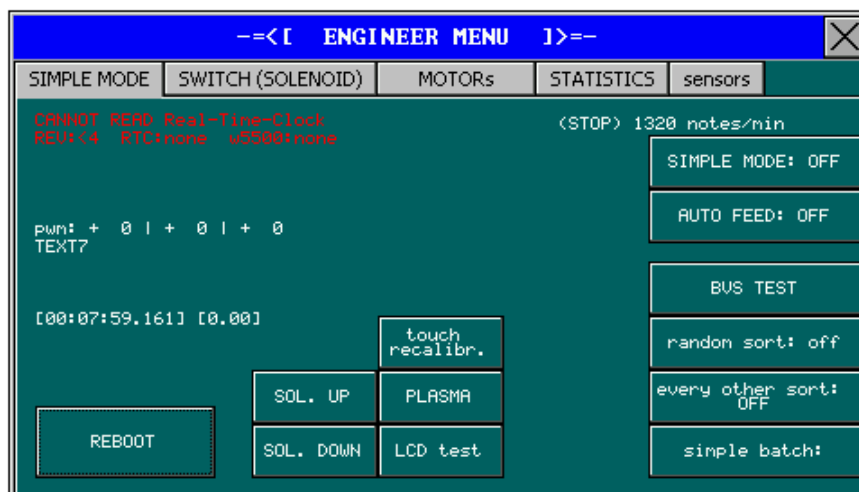 -=<[ ENGINEER MENU ]>=-
SIMPLE MODE
SWITCH (SOLENOID)
MOTORs
STATISTICS
sensors
CANNOT READ Real-Time-Clock
REV:<4 RTC:none w5500:none
(STOP) 1320 notes/min
SIMPLE MODE: OFF
AUTO FEED: OFF
pwm: + 0 | + 0 | + 0
TEXT7
BVS TEST
[00:07:59.161] [0.00]
touch
recalibr.
random sort: off
SOL. UP
PLASMA
every other sort:
OFF
REBOOT
SOL. DOWN
LCD test
simple batch: